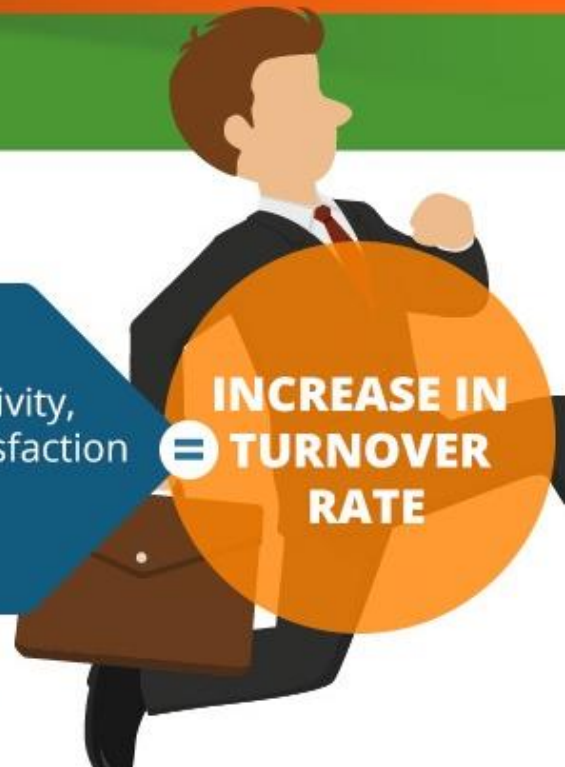 ivity,
sfaction
=
INCREASE IN
TURNOVER
RATE